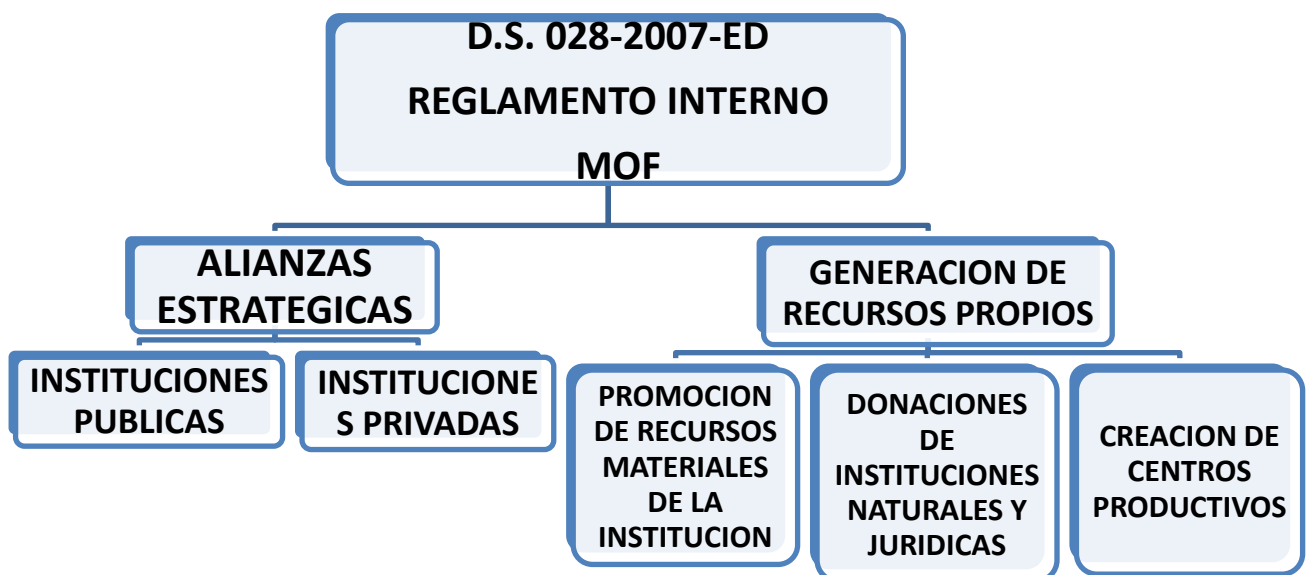 D.S. 028-2007-ED
REGLAMENTO INTERNO
MOF
ALIANZAS
ESTRATEGICAS
GENERACION DE
RECURSOS PROPIOS
INSTITUCIONES
PUBLICAS
INSTITUCIONE
S PRIVADAS
PROMOCION
DE RECURSOS
MATERIALES
DE LA
INSTITUCION
DONACIONES
DE
INSTITUCIONES
NATURALES Y
JURIDICAS
CREACION DE
CENTROS
PRODUCTIVOS